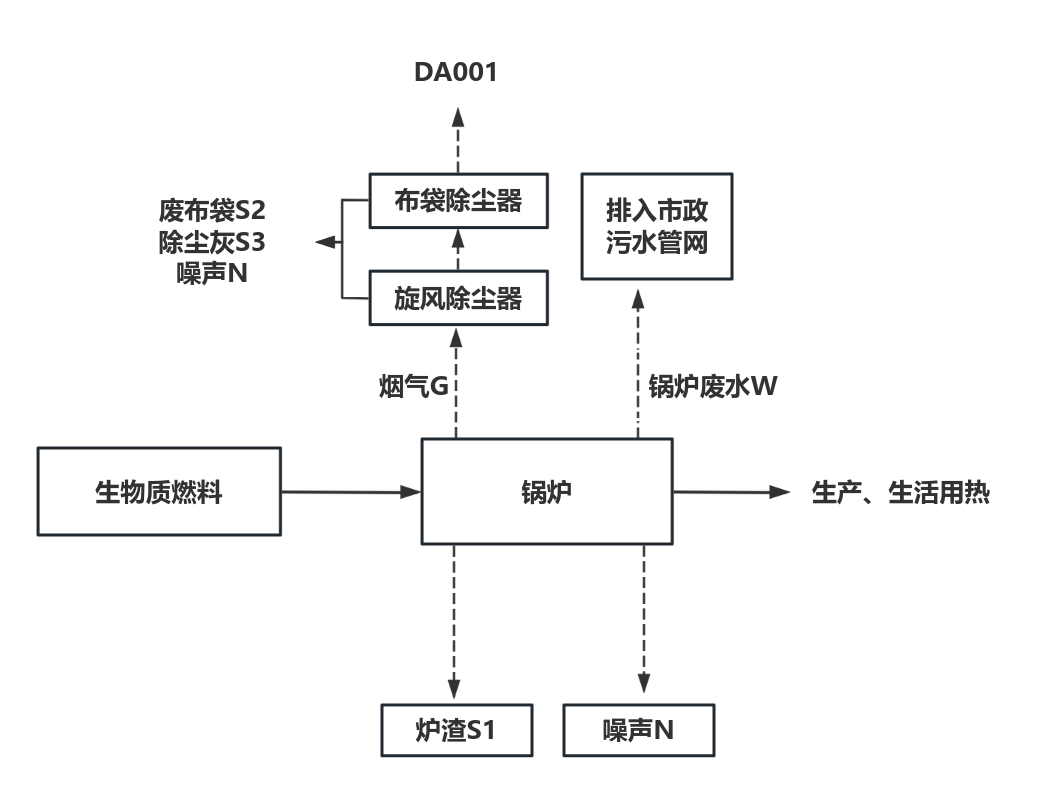 DA001
布袋除尘器
废布袋S2
除尘灰S3
噪声N
排入市政
污水管网
旋风除尘器
烟气G
锅炉废水W
生物质燃料
锅炉
生产、生活用热
炉渣S1
噪声N